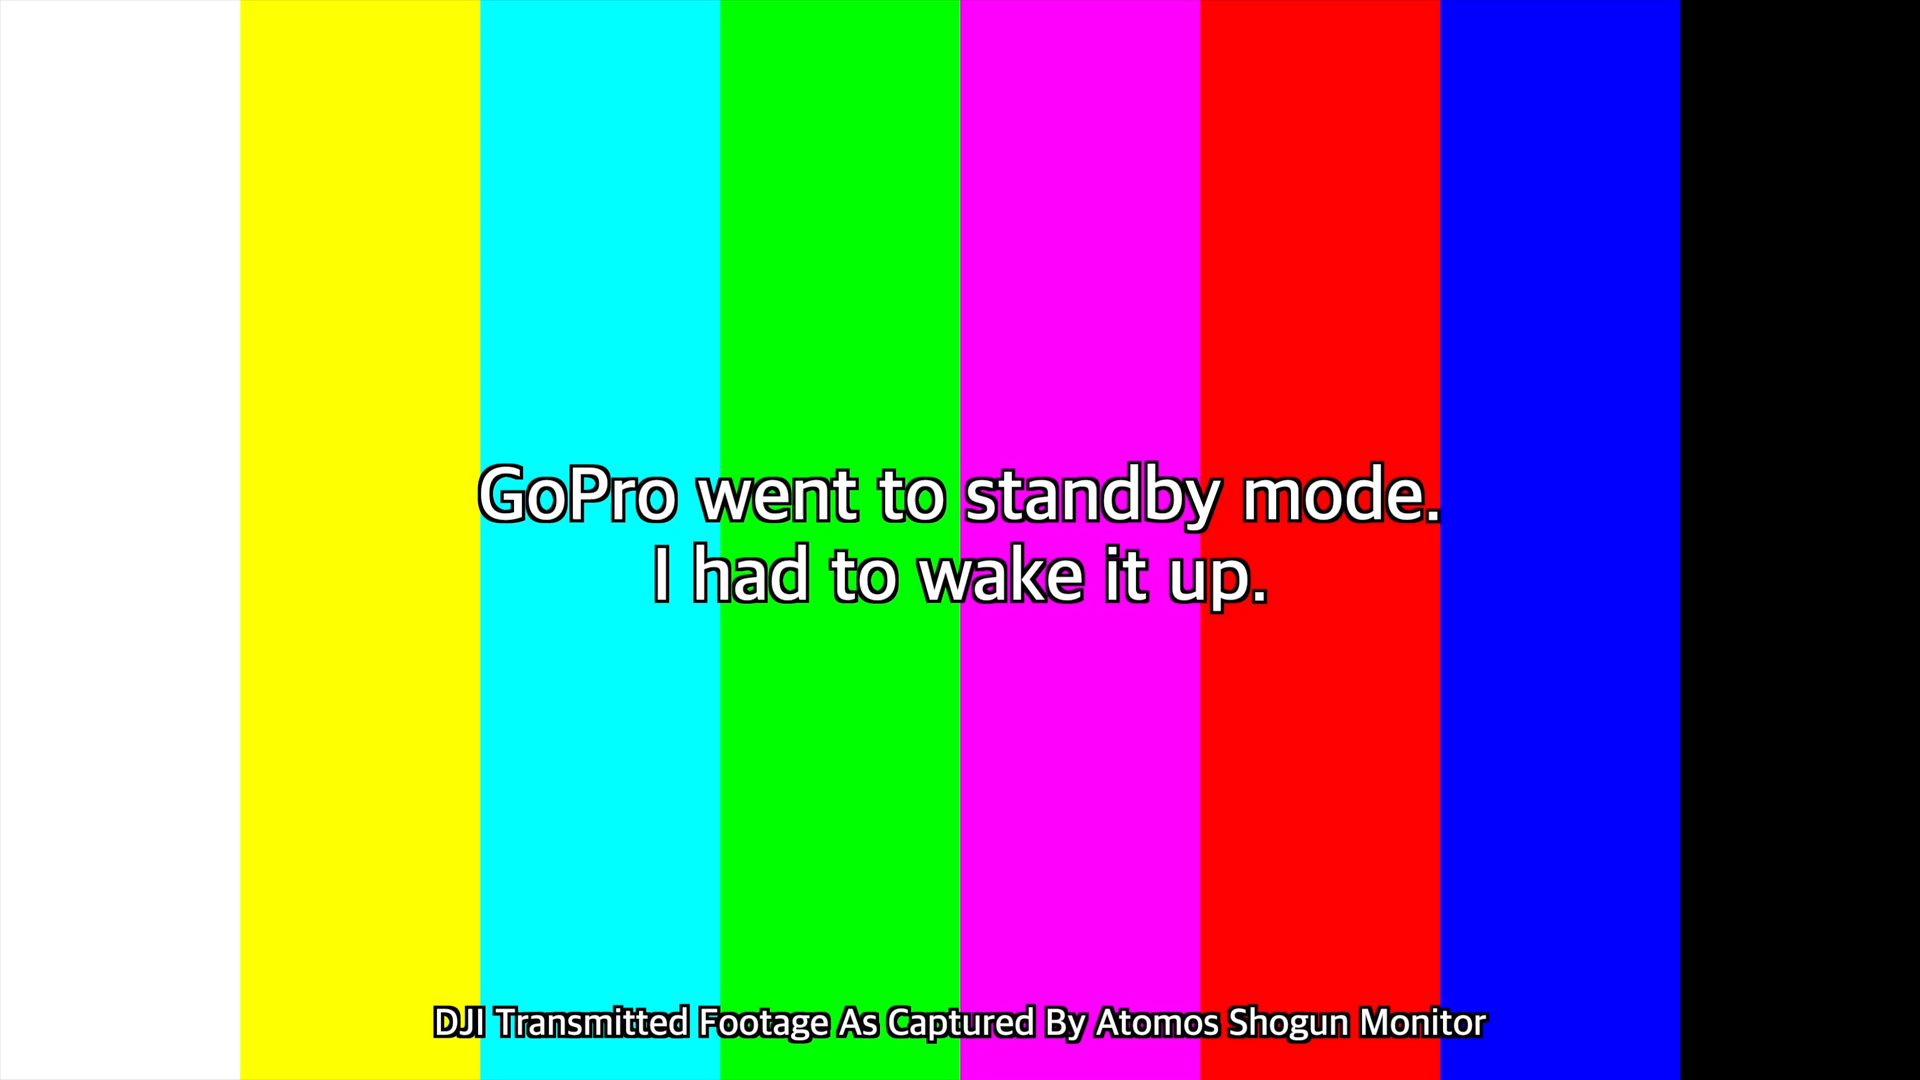 GoPro went to standby mode.
I had to wake it up.
DJI Transmitted Footage As Captured By Atomos Shogun Monitor